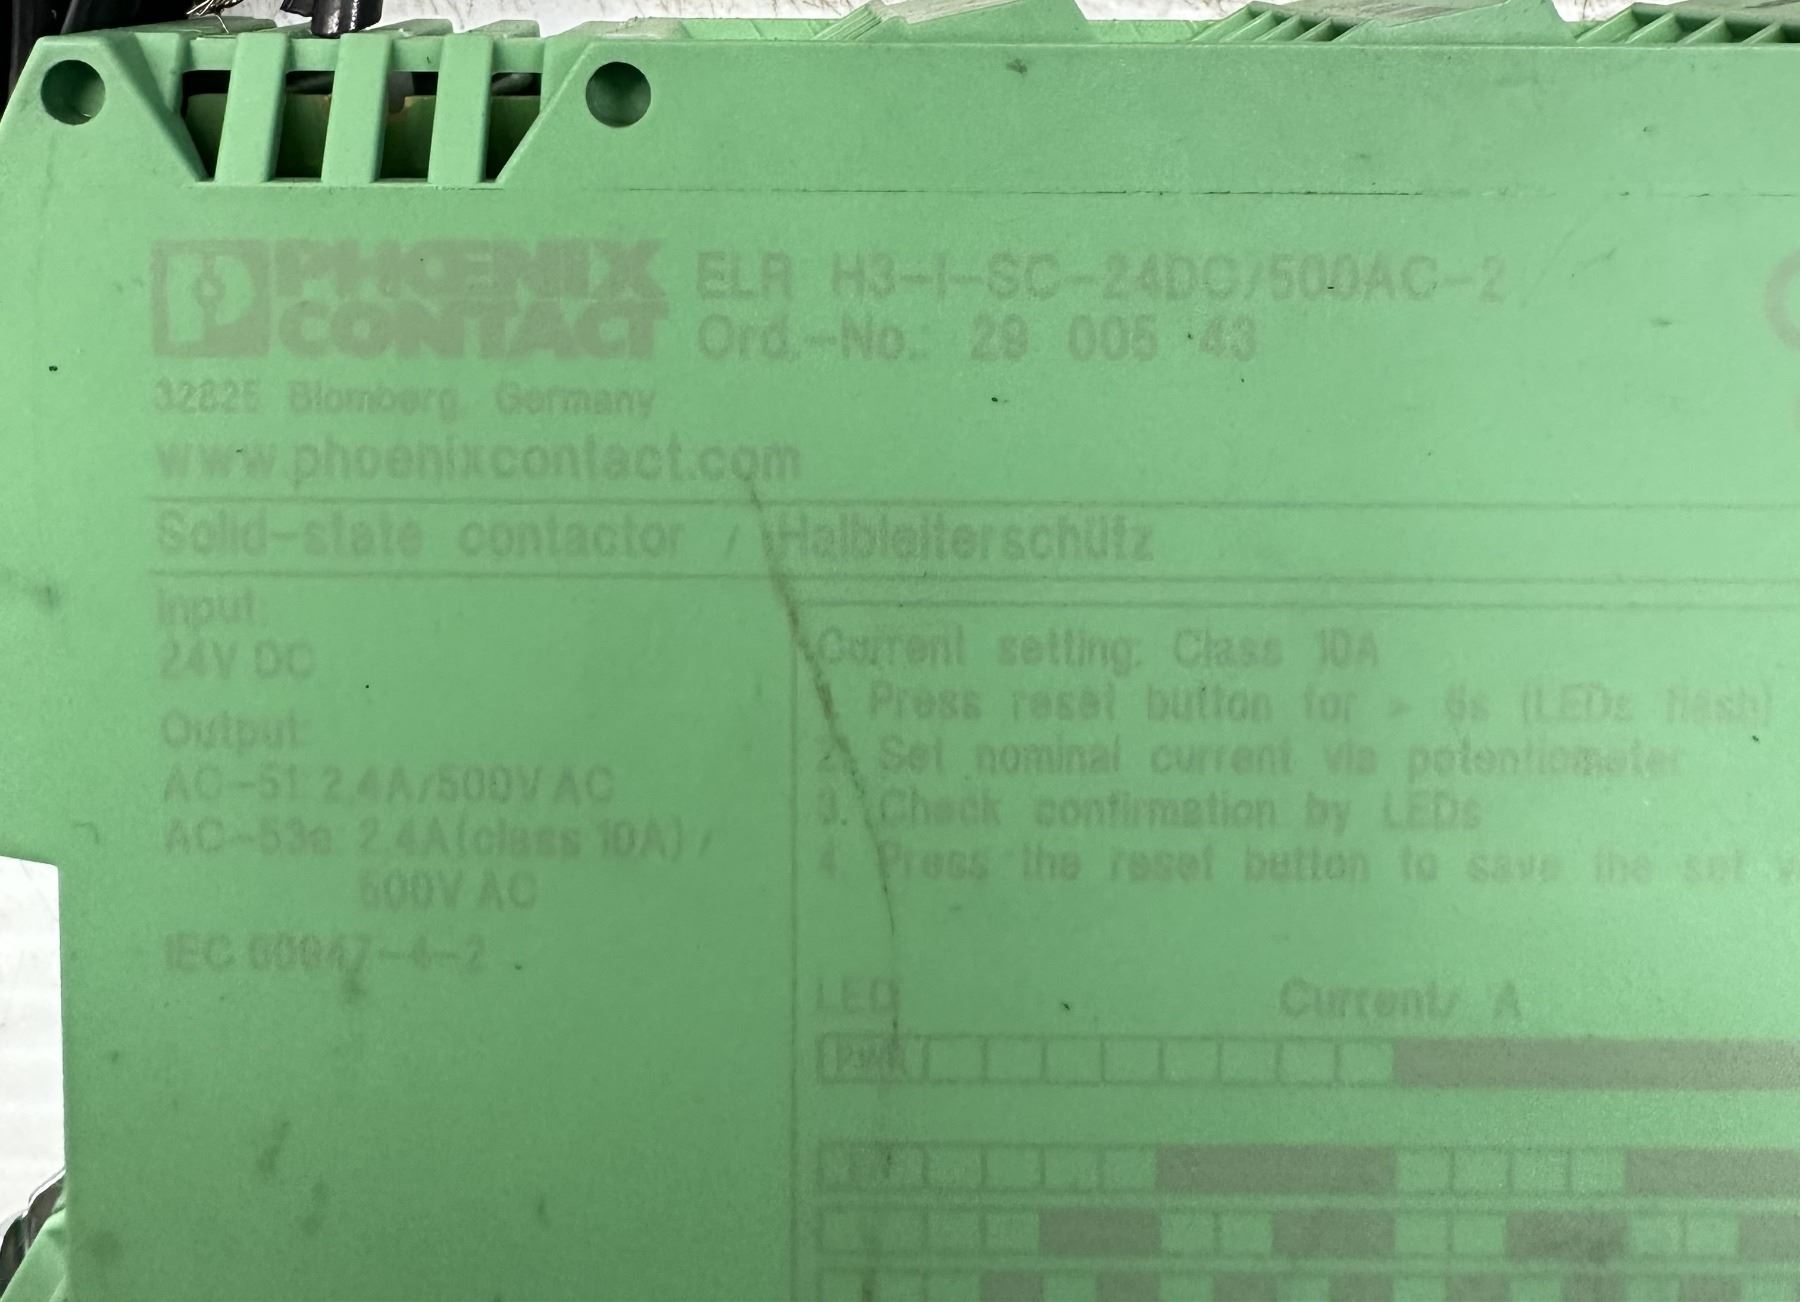 PHŒNIX
CONTACT
ELR H3-I-SC-24DC/500AC-2
Ord.-No.: 29 005 43
32825 Blomberg, Germany
www.phoenixcontact.com
Solid-state contactor / Halbleiterschütz
Input:
24V DC
Output:
AC-51: 2,4A/500V AC
AC-53a: 2,4A(class 10A) /
500V AC
IEC 60947-4-2
Current setting: Class 10A
1. Press reset button for > 6s (LEDs flash)
2. Set nominal current via potentiometer
3. Check confirmation by LEDs
4. Press the reset button to save the set
LED
Current/ A
PWR